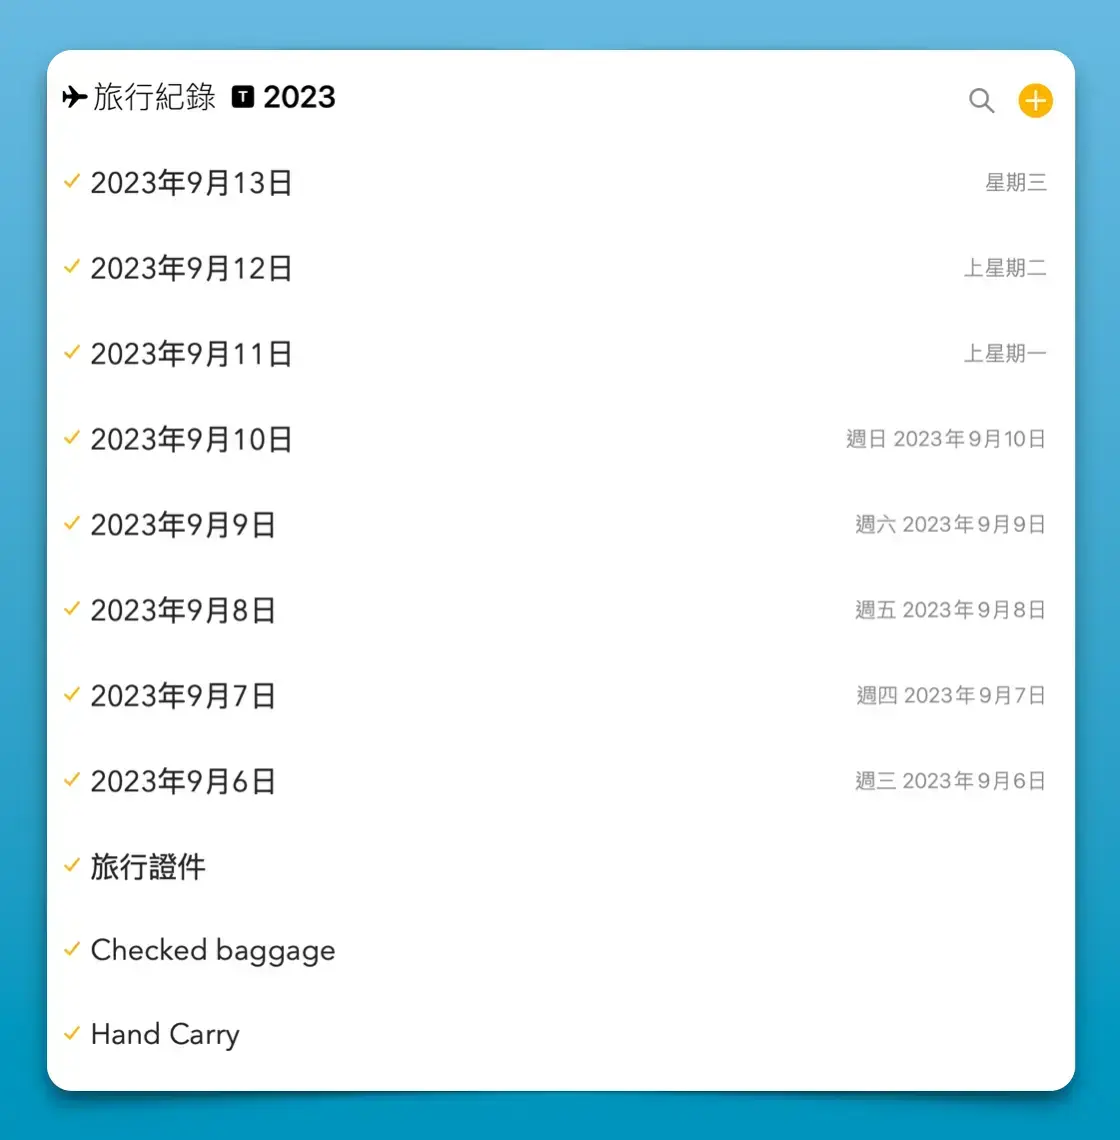 旅行紀錄 T 2023
2023年9月13日 星期三
2023年9月12日 上星期二
2023年9月11日 上星期一
2023年9月10日 週日 2023年9月10日
2023年9月9日 週六 2023年9月9日
2023年9月8日 週五 2023年9月8日
2023年9月7日 週四 2023年9月7日
2023年9月6日 週三 2023年9月6日
旅行證件
Checked baggage
Hand Carry